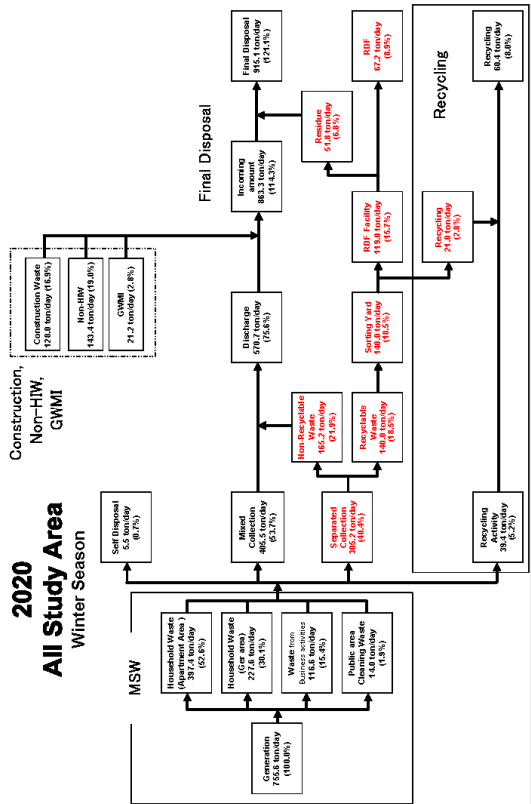 2020
All Study Area
Winter Season
Construction,
Non-HIW,
GWMI
Construction Waste
128.0 ton/day (16.9%)
Non-HIW
143.4 ton/day (19.0%)
GWMI
21.2 ton/day (2.8%)
MSW
Generation
755.6 ton/day
(100.0%)
Household Waste
(Apartment Area )
397.4 ton/day
(52.6%)
Household Waste
(Ger area)
227.6 ton/day
(30.1%)
Waste from
Business activities
116.6 ton/day
(15.4%)
Public area
Cleaning Waste
14.0 ton/day
(1.9%)
Self Disposal
5.5 ton/day
(0.7%)
Mixed
Collection
405.5 ton/day
(53.7%)
Separated
Collection
305.2 ton/day
(40.4%)
Recycling
Activity
39.4 ton/day
(5.2%)
Non-Recyclable
Waste
165.2 ton/day
(21.9%)
Recyclable
Waste
140.0 ton/day
(18.5%)
Discharge
570.7 ton/day
(75.6%)
Sorting Yard
140.0 ton/day
(18.5%)
RDF Facility
119.0 ton/day
(15.7%)
Recycling
21.0 ton/day
(2.8%)
Final Disposal
Incoming
amount
863.3 ton/day
(114.3%)
Residue
51.8 ton/day
(6.8%)
Final Disposal
915.1 ton/day
(121.1%)
RDF
67.2 ton/day
(8.9%)
Recycling
Recycling
60.4 ton/day
(8.0%)